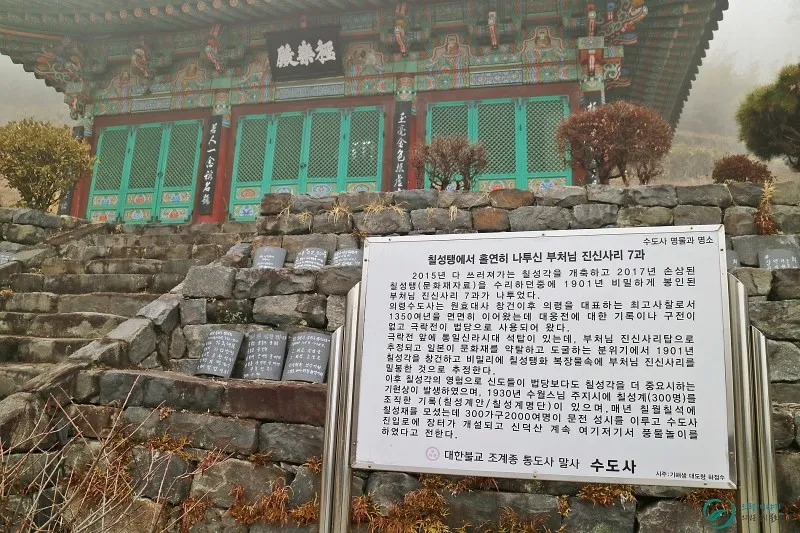 極樂殿
若人一念稱名
수도사 명물과 명소
칠성탱에서 홀연히 나투신 부처님 진신사리 7과
2015년 다 쓰러져가는 칠성각을 개축하고 2017년 손상된
칠성탱(문화재자료)을 수리하던중에 1901년 비밀하게 봉인된
부처님 진신사리 7과가 나투었다.
의령수도사는 원효대사 창건이후 의령을 대표하는 최고사찰로서
1350여년을 면면히 이어왔는데 대웅전에 대한 기록이나 구전이
없고 극락전이 법당으로 사용되어 왔다.
극락전 앞에 통일신라시대 석탑이 있는데, 부처님 진신사리탑으로
추정되고 일본이 문화재를 약탈하고 도굴하는 분위기에서 1901년
칠성각을 창건하고 비밀리에 칠성탱화 복장물속에 부처님 진신사리를
밀봉한 것으로 추정한다.
이후 칠성각의 영험으로 신도들이 법당보다도 칠성각을 더 중요시하는
기현상이 발생하였으며, 1930년 수월스님 주지시에 칠성계(300명)를
조직한 기록(칠성계안/칠성계명단)이 있으며,매년 칠월칠석에
칠성재를 모셨는데 300가구2000여명이 문전 성시를 이루고 수도사
진입로에 장터가 개설되고 신덕산 계속 여기저기서 풍물놀이를
하였다고 전한다.
대한불교 조계종 통도사 말사 수도사